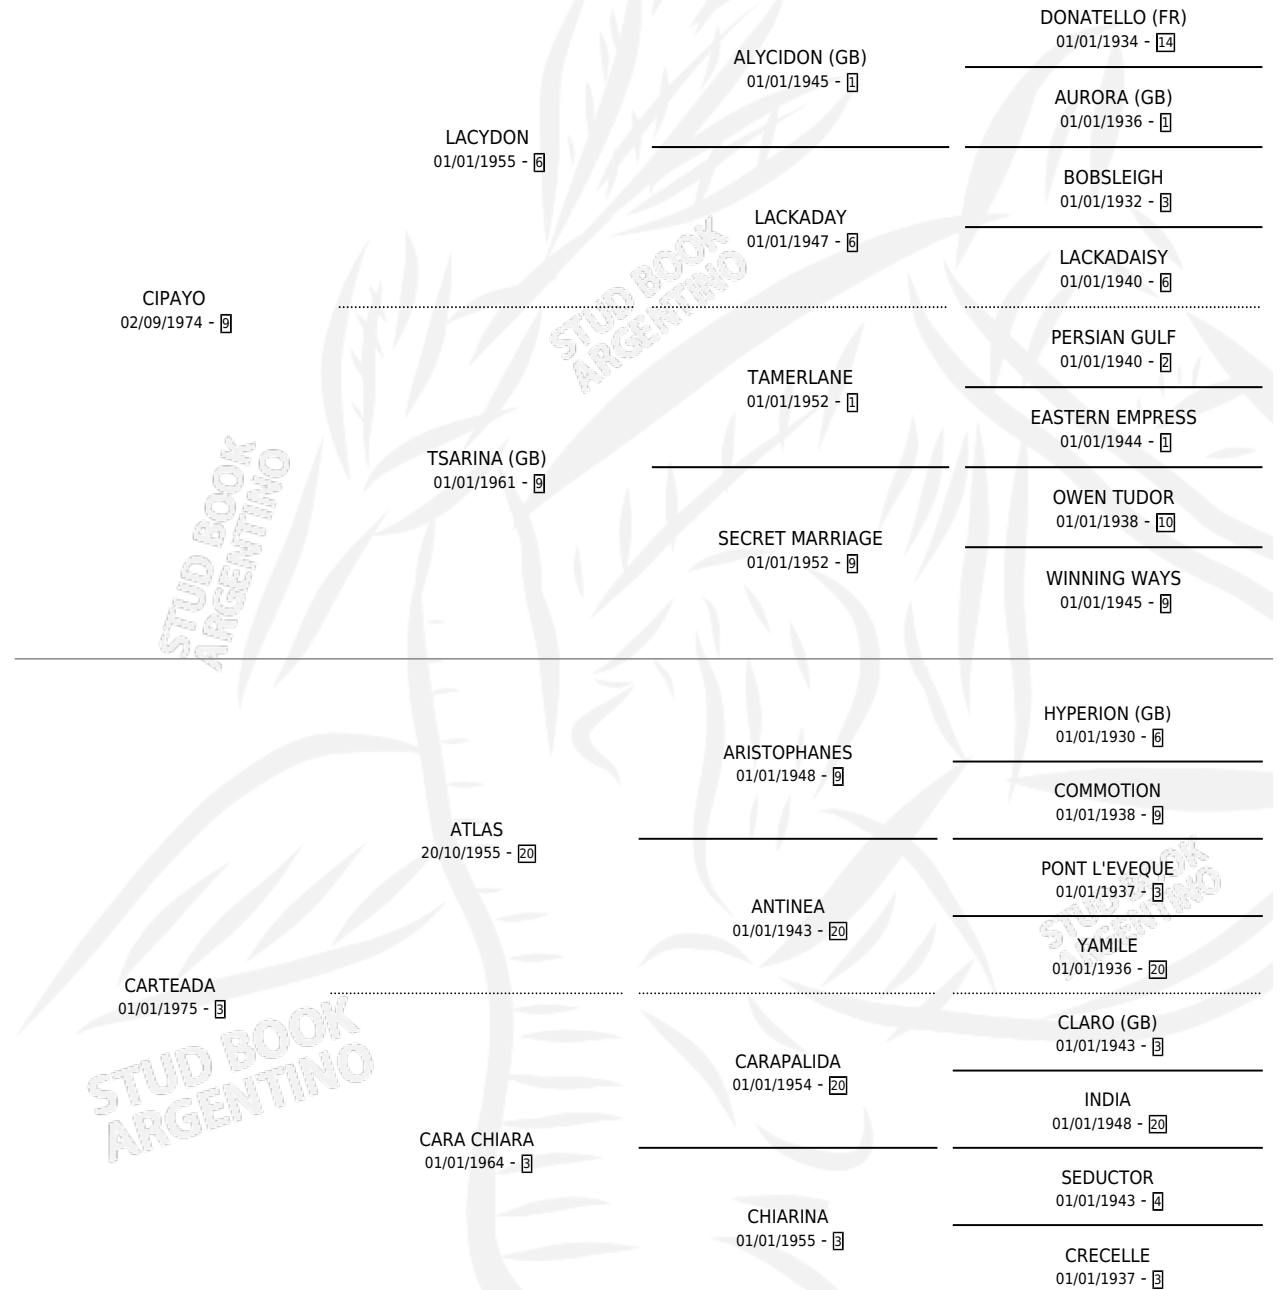 DONATELLO (FR)
01/01/1934 - 14
ALYCIDON (GB)
01/01/1945 - 1
AURORA (GB)
01/01/1936 - 1
LACYDON
01/01/1955 - 6
BOBSLEIGH
01/01/1932 - 3
LACKADAY
01/01/1947 - 6
LACKADAISY
01/01/1940 - 6
CIPAYO
02/09/1974 - 9
PERSIAN GULF
01/01/1940 - 2
TAMERLANE
01/01/1952 - 1
EASTERN EMPRESS
01/01/1944 - 1
TSARINA (GB)
01/01/1961 - 9
OWEN TUDOR
01/01/1938 - 10
SECRET MARRIAGE
01/01/1952 - 9
WINNING WAYS
01/01/1945 - 9
HYPERION (GB)
01/01/1930 - 6
ARISTOPHANES
01/01/1948 - 9
COMMOTION
01/01/1938 - 9
ATLAS
20/10/1955 - 20
PONT L'EVEQUE
01/01/1937 - 3
ANTINEA
01/01/1943 - 20
YAMILE
01/01/1936 - 20
CARTEADA
01/01/1975 - 3
CLARO (GB)
01/01/1943 - 3
CARAPALIDA
01/01/1954 - 20
INDIA
01/01/1948 - 20
CARA CHIARA
01/01/1964 - 3
SEDUCTOR
01/01/1943 - 4
CHIARINA
01/01/1955 - 3
CRECELLE
01/01/1937 - 3
STUD BOOK
ARGENTINO
STUD BOOK
ARGENTINO
STUD BOOK
ARGENTINO
STUD BOOK
ARGENTINO